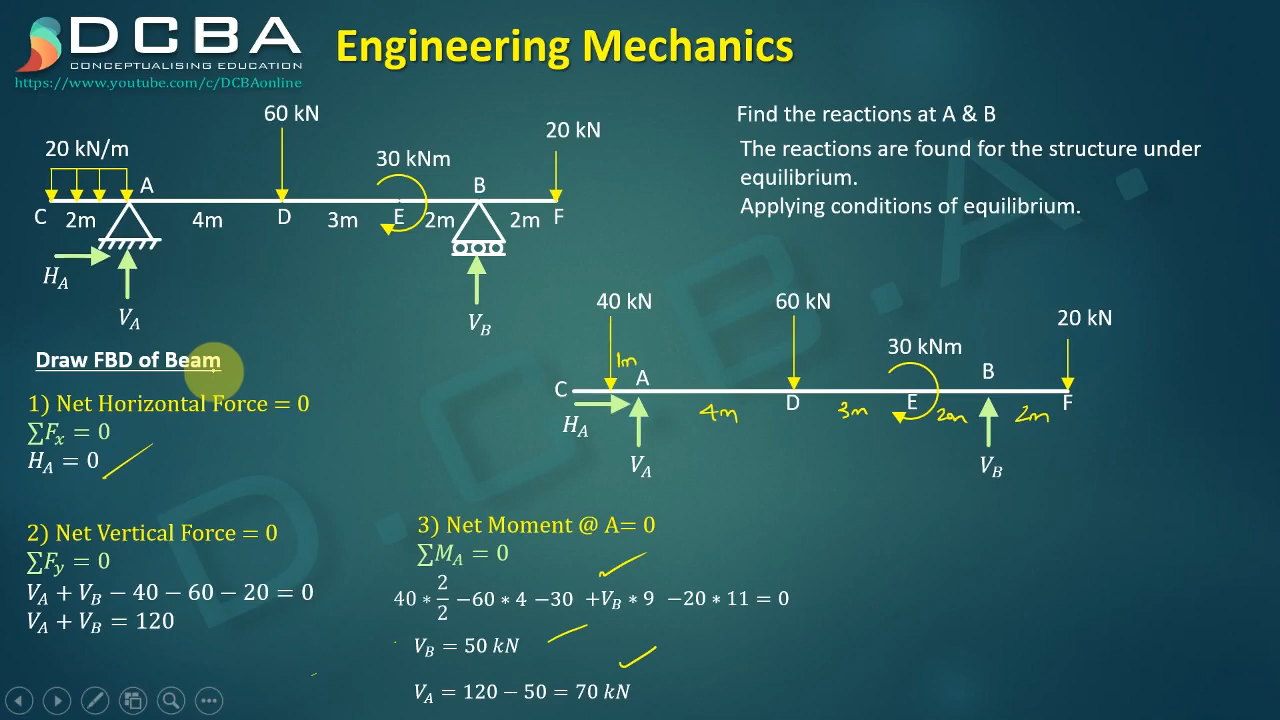 DCBA
CONCEPTUALISING EDUCATION
https://www.youtube.com/c/DCBAonline
Engineering Mechanics
60 kN
20 kN
20 kN/m
30 kNm
A
B
C
2m
4m
D
3m
E
2m
2m
F
H_A
V_A
V_B
Find the reactions at A & B
The reactions are found for the structure under
equilibrium.
Applying conditions of equilibrium.
40 kN
60 kN
20 kN
1m
30 kNm
C
A
B
D
E
F
4m
3m
2m
2m
H_A
V_A
V_B
Draw FBD of Beam
1) Net Horizontal Force = 0
∑F_x = 0
H_A = 0
2) Net Vertical Force = 0
∑F_y = 0
V_A + V_B − 40 − 60 − 20 = 0
V_A + V_B = 120
3) Net Moment @ A= 0
∑M_A = 0
40 * 2/2 −60 * 4 −30 +V_B * 9 −20 * 11 = 0
V_B = 50 kN
V_A = 120 − 50 = 70 kN
D.C.B.A.